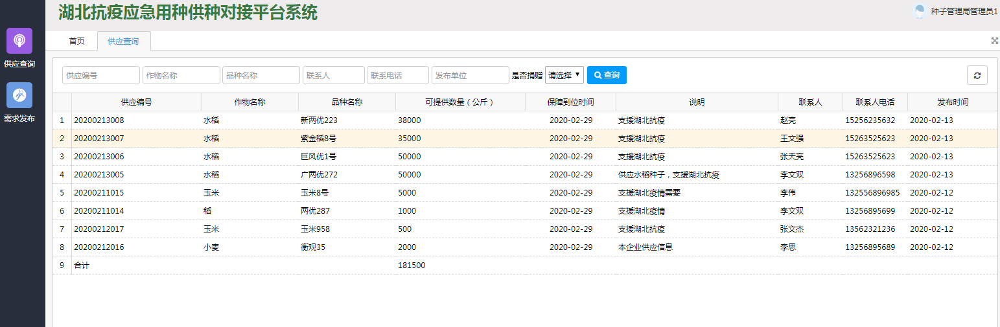 湖北抗疫应急用种供种对接平台系统
种子管理局管理员1
首页 供应查询
供应查询
需求发布
供应编号 作物名称 品种名称 联系人 联系电话 发布单位 是否捐赠 请选择 查询
供应编号 作物名称 品种名称 可提供数量（公斤） 保障到位时间 说明 联系人 联系人电话 发布时间
1 20200213008 水稻 新两优223 38000 2020-02-29 支援湖北抗疫 赵亮 15256235632 2020-02-13
2 20200213007 水稻 紫金稻8号 35000 2020-02-29 支援湖北抗疫 王文强 15263525623 2020-02-13
3 20200213006 水稻 巨风优1号 50000 2020-02-29 支援湖北抗疫 张天亮 15263525623 2020-02-13
4 20200213005 水稻 广两优272 50000 2020-02-29 供应水稻种子，支援湖北抗疫 李文双 13256896598 2020-02-13
5 20200211015 玉米 玉米8号 5000 2020-02-29 支援湖北疫情需要 李伟 132556896985 2020-02-12
6 20200211014 稻 两优287 1000 2020-02-29 支援湖北疫情 李文双 13256895699 2020-02-12
7 20200212017 玉米 玉米958 500 2020-02-29 支援湖北抗疫 张文杰 13562321236 2020-02-12
8 20200212016 小麦 衡观35 2000 2020-02-29 本企业供应信息 李思 13256895689 2020-02-12
9 合计 181500